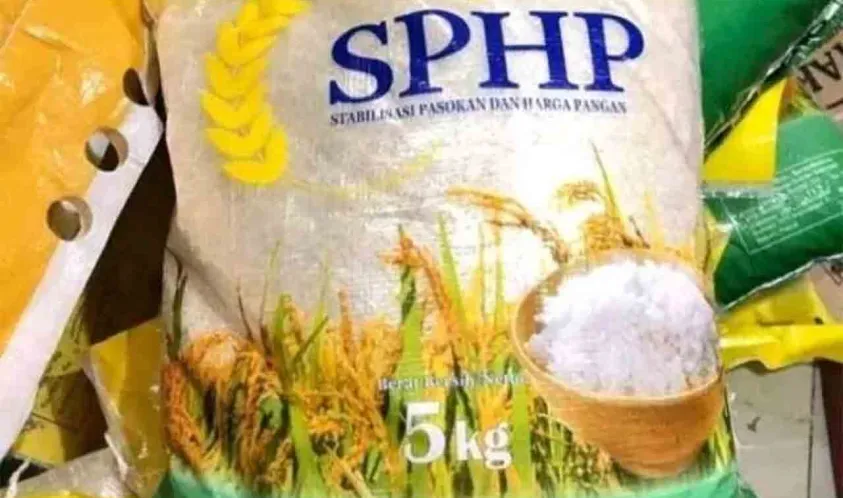 SPHP
STABILISASI PASOKAN DAN HARGA PANGAN
Berat Bersih/Netto
5 kg